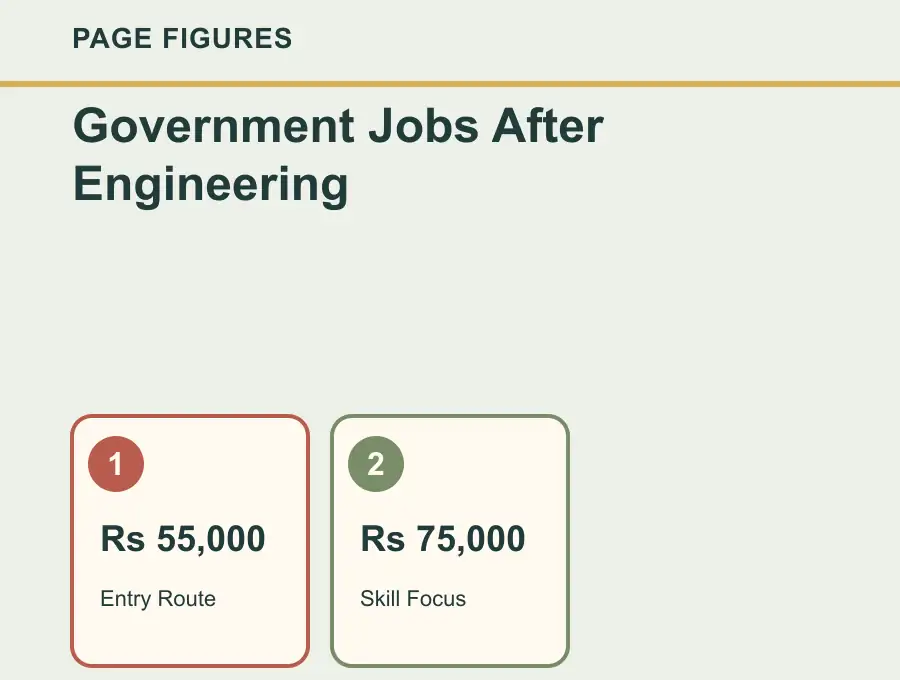 PAGE FIGURES
Government Jobs After
Engineering
1
Rs 55,000
Entry Route
2
Rs 75,000
Skill Focus